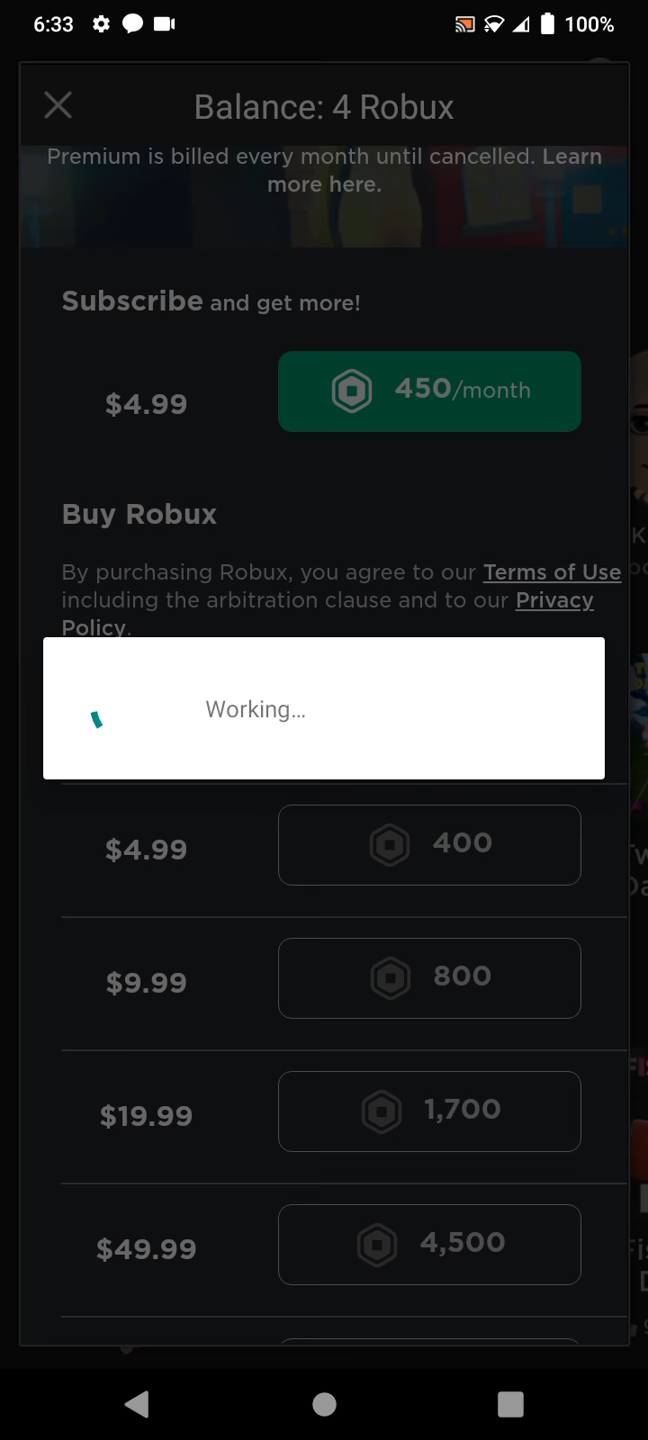 6:33
100%
Balance: 4 Robux
Premium is billed every month until cancelled. Learn
more here.
Subscribe and get more!
$4.99
450/month
Buy Robux
By purchasing Robux, you agree to our Terms of Use
including the arbitration clause and to our Privacy
Policy.
Working...
$4.99
400
$9.99
800
$19.99
1,700
$49.99
4,500